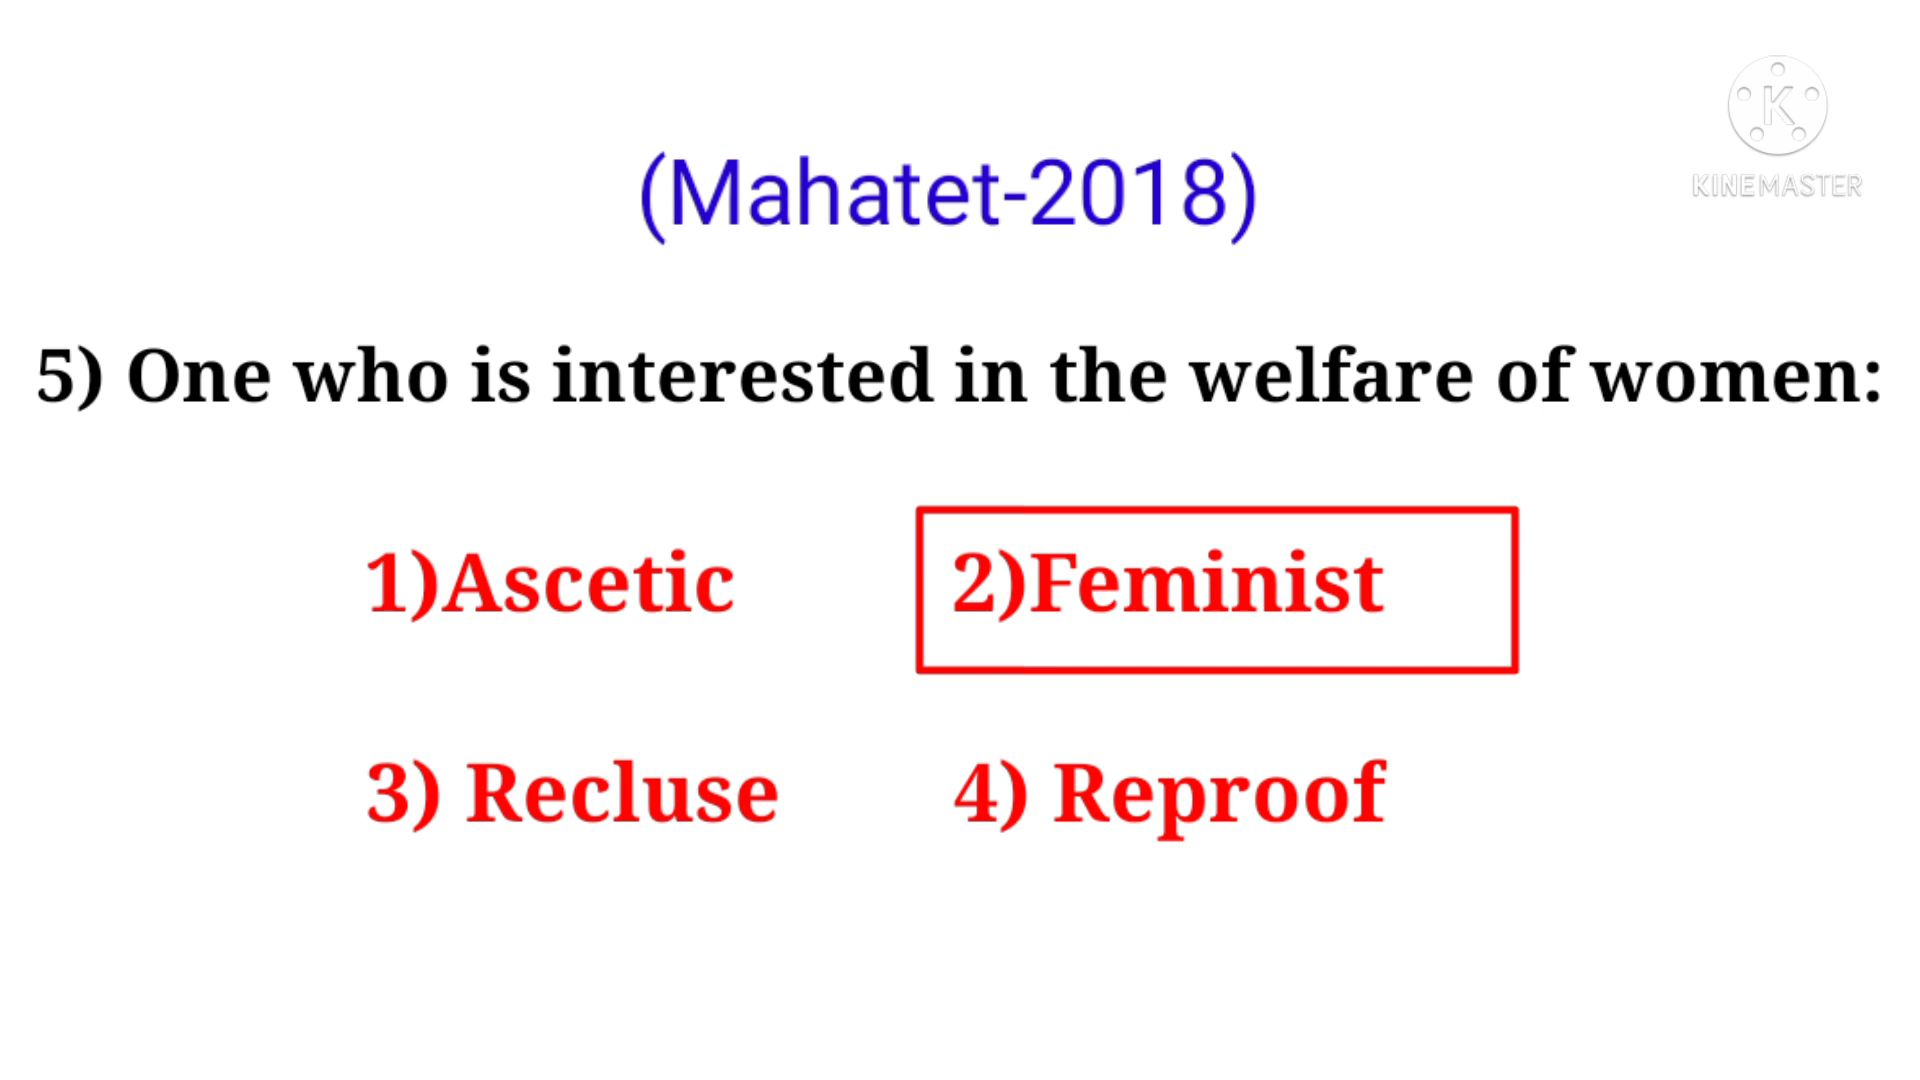 K
KINEMASTER
(Mahatet-2018)
5) One who is interested in the welfare of women:
1)Ascetic 2)Feminist
3) Recluse 4) Reproof